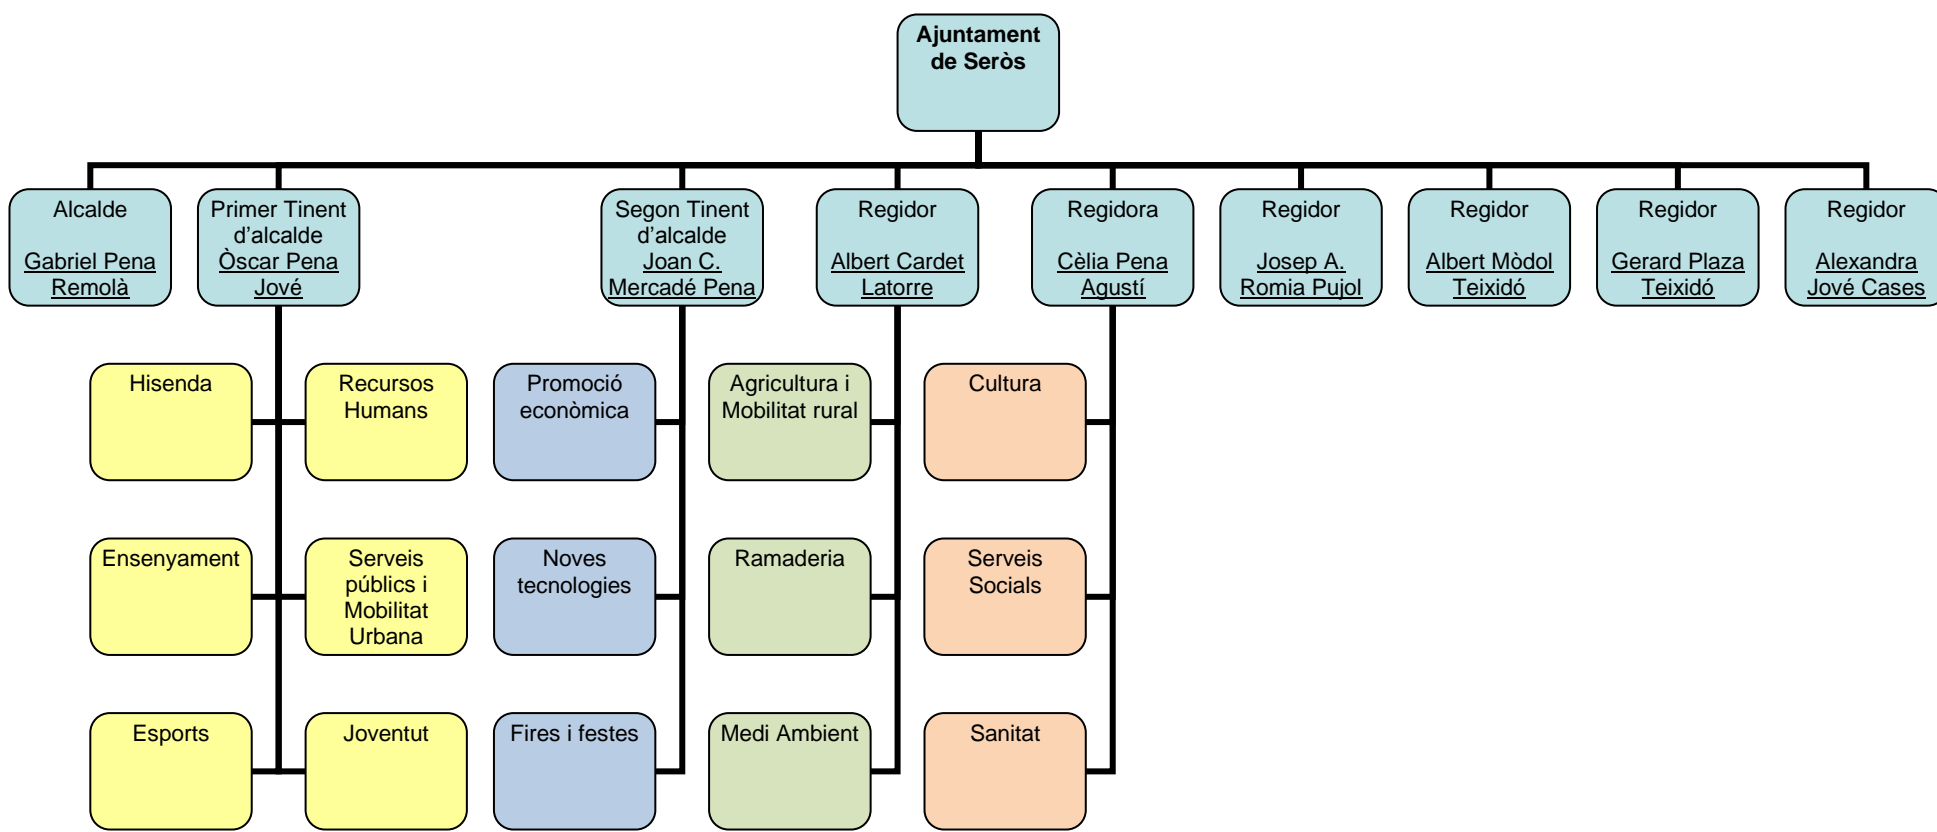 Ajuntament
de Seròs
Alcalde
Gabriel Pena
Remolà
Primer Tinent
d'alcalde
Òscar Pena
Jové
Segon Tinent
d'alcalde
Joan C.
Mercadé Pena
Regidor
Albert Cardet
Latorre
Regidora
Cèlia Pena
Agustí
Regidor
Josep A.
Romia Pujol
Regidor
Albert Mòdol
Teixidó
Regidor
Gerard Plaza
Teixidó
Regidor
Alexandra
Jové Cases
Hisenda
Recursos
Humans
Promoció
econòmica
Agricultura i
Mobilitat rural
Cultura
Ensenyament
Serveis
públics i
Mobilitat
Urbana
Noves
tecnologies
Ramaderia
Serveis
Socials
Esports
Joventut
Fires i festes
Medi Ambient
Sanitat